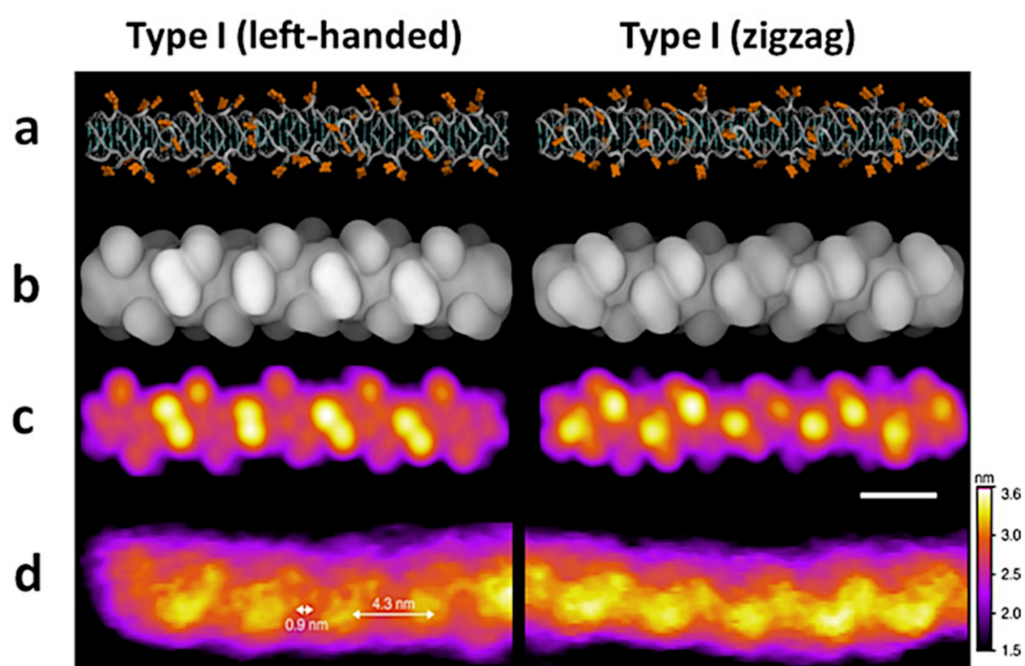 Type I (left-handed)
Type I (zigzag)
a
b
c
d
nm
3.6
3.0
2.5
2.0
1.5
4.3 nm
0.9 nm